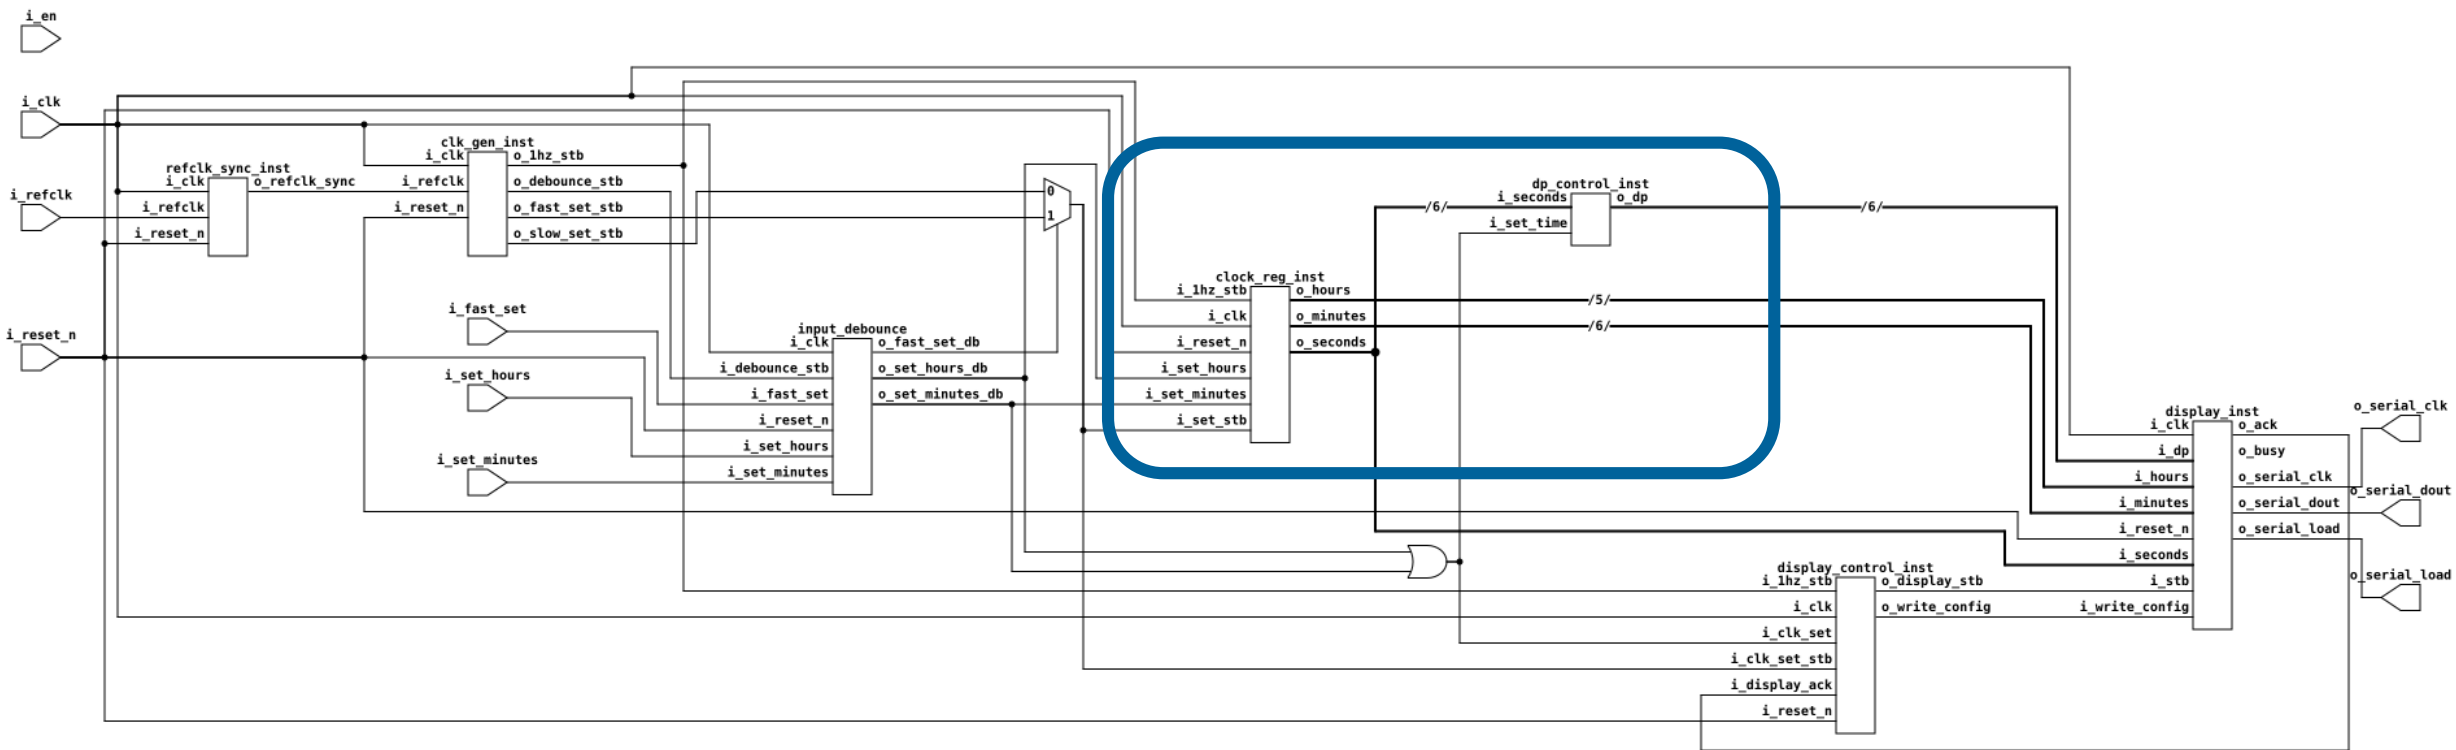 i_en
i_clk
i_refclk
i_reset_n
refclk_sync_inst
i_clk
o_refclk_sync
i_refclk
i_reset_n
clk_gen_inst
i_clk
o_1hz_stb
i_refclk
o_debounce_stb
i_reset_n
o_fast_set_stb
o_slow_set_stb
0
1
i_fast_set
i_set_hours
i_set_minutes
input_debounce
i_clk
o_fast_set_db
i_debounce_stb
o_set_hours_db
i_fast_set
o_set_minutes_db
i_reset_n
i_set_hours
i_set_minutes
clock_reg_inst
i_1hz_stb
o_hours
i_clk
o_minutes
i_reset_n
o_seconds
i_set_hours
i_set_minutes
i_set_stb
dp_control_inst
i_seconds
o_dp
i_set_time
/6/
/6/
/5/
/6/
display_control_inst
i_1hz_stb
o_display_stb
i_clk
o_write_config
i_clk_set
i_clk_set_stb
i_display_ack
i_reset_n
display_inst
i_clk
o_ack
i_dp
o_busy
i_hours
o_serial_clk
i_minutes
o_serial_dout
i_reset_n
o_serial_load
i_seconds
i_stb
i_write_config
o_serial_clk
o_serial_dout
o_serial_load